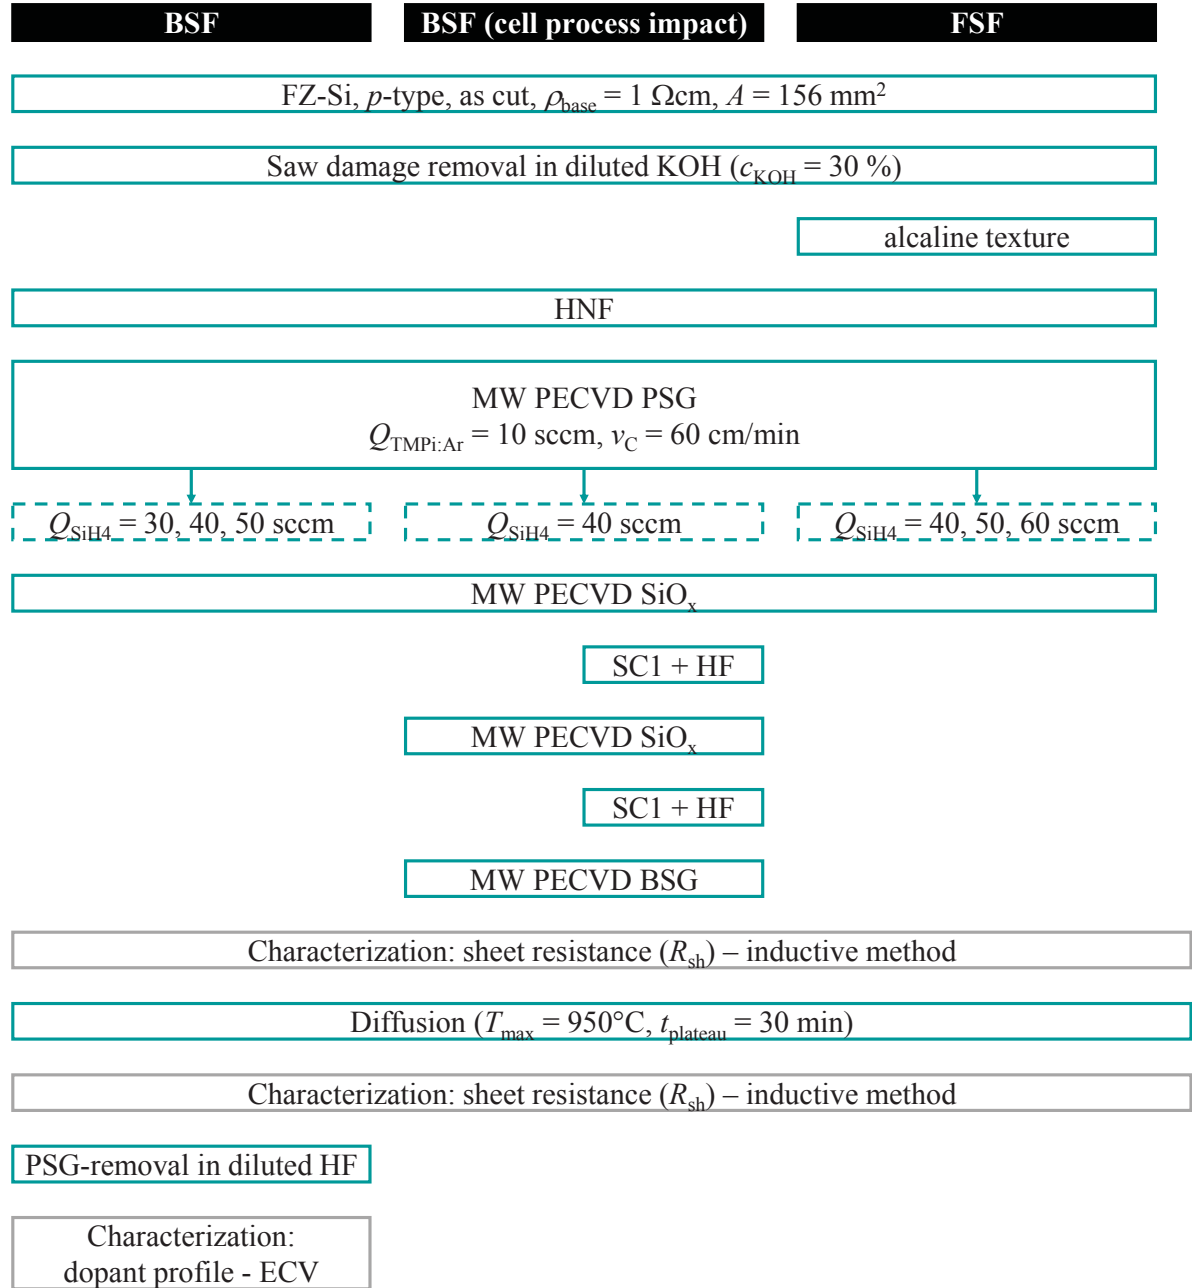 BSF
BSF (cell process impact)
FSF
FZ-Si, p-type, as cut, ρbase = 1 Ωcm, A = 156 mm²
Saw damage removal in diluted KOH (cKOH = 30 %)
alcaline texture
HNF
MW PECVD PSG
QTMPi:Ar = 10 sccm, vC = 60 cm/min
QSiH4 = 30, 40, 50 sccm
QSiH4 = 40 sccm
QSiH4 = 40, 50, 60 sccm
MW PECVD SiOx
SC1 + HF
MW PECVD SiOx
SC1 + HF
MW PECVD BSG
Characterization: sheet resistance (Rsh) – inductive method
Diffusion (Tmax = 950°C, tplateau = 30 min)
Characterization: sheet resistance (Rsh) – inductive method
PSG-removal in diluted HF
Characterization:
dopant profile - ECV